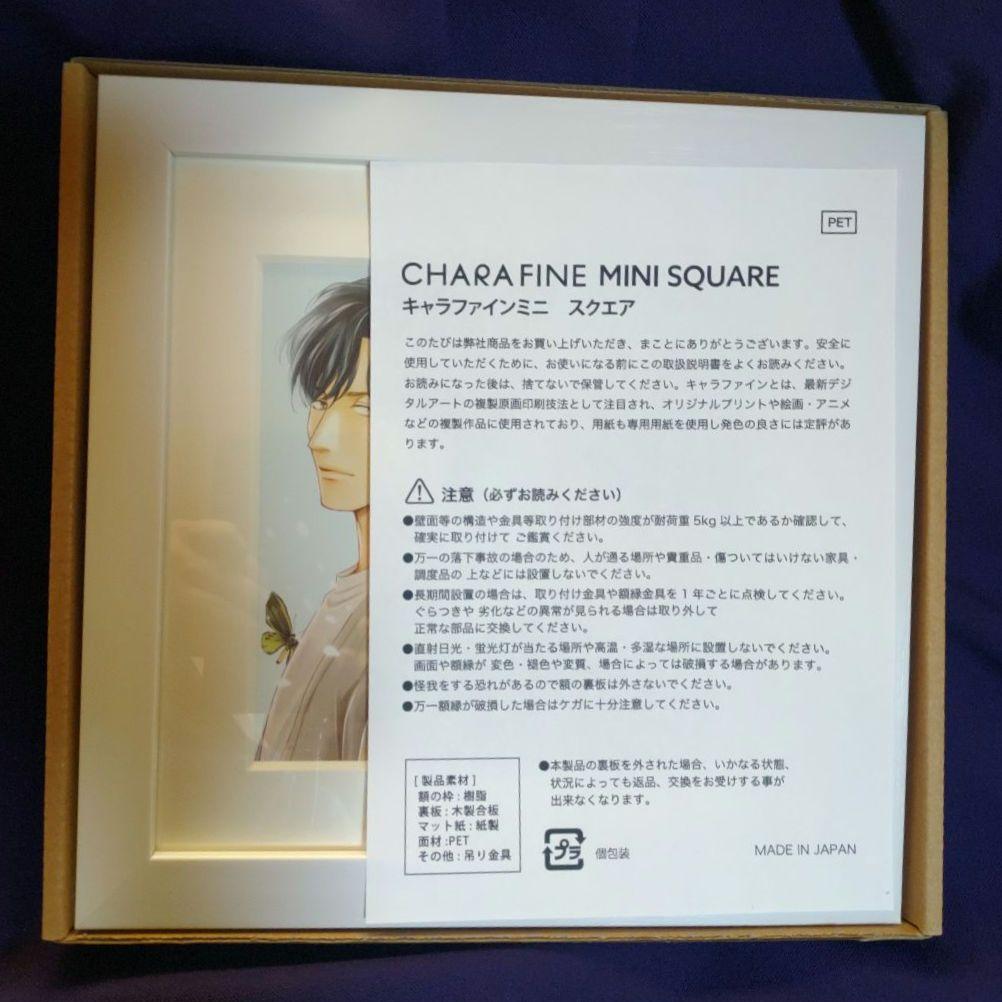 PET
CHARAFINE MINI SQUARE
キャラファインミニ　スクエア
このたびは弊社商品をお買い上げいただき、まことにありがとうございます。安全に
使用していただくために、お使いになる前にこの取扱説明書をよくお読みください。
お読みになった後は、捨てないで保管してください。キャラファインとは、最新デジ
タルアートの複製原画印刷技法として注目され、オリジナルプリントや絵画・アニメ
などの複製作品に使用されており、用紙も専用用紙を使用し発色の良さには定評があ
ります。
注意（必ずお読みください）
●壁面等の構造や金具等取り付け部材の強度が耐荷重 5kg 以上であるか確認して、
確実に取り付けて ご鑑賞ください。
●万一の落下事故の場合のため、人が通る場所や貴重品・傷ついてはいけない家具・
調度品の 上などには設置しないでください。
●長期間設置の場合は、取り付け金具や額縁金具を 1 年ごとに点検してください。
ぐらつきや 劣化などの異常が見られる場合は取り外して
正常な部品に交換してください。
●直射日光・蛍光灯が当たる場所や高温・多湿な場所に設置しないでください。
画面や額縁が 変色・褪色や変質、場合によっては破損する場合があります。
●怪我をする恐れがあるので額の裏板は外さないでください。
●万一額縁が破損した場合はケガに十分注意してください。
［製品素材］
額の枠：樹脂
裏板：木製合板
マット紙：紙製
面材：PET
その他：吊り金具
●本製品の裏板を外された場合、いかなる状態、
状況によっても返品、交換をお受けする事が
出来なくなります。
プラ
個包装
MADE IN JAPAN